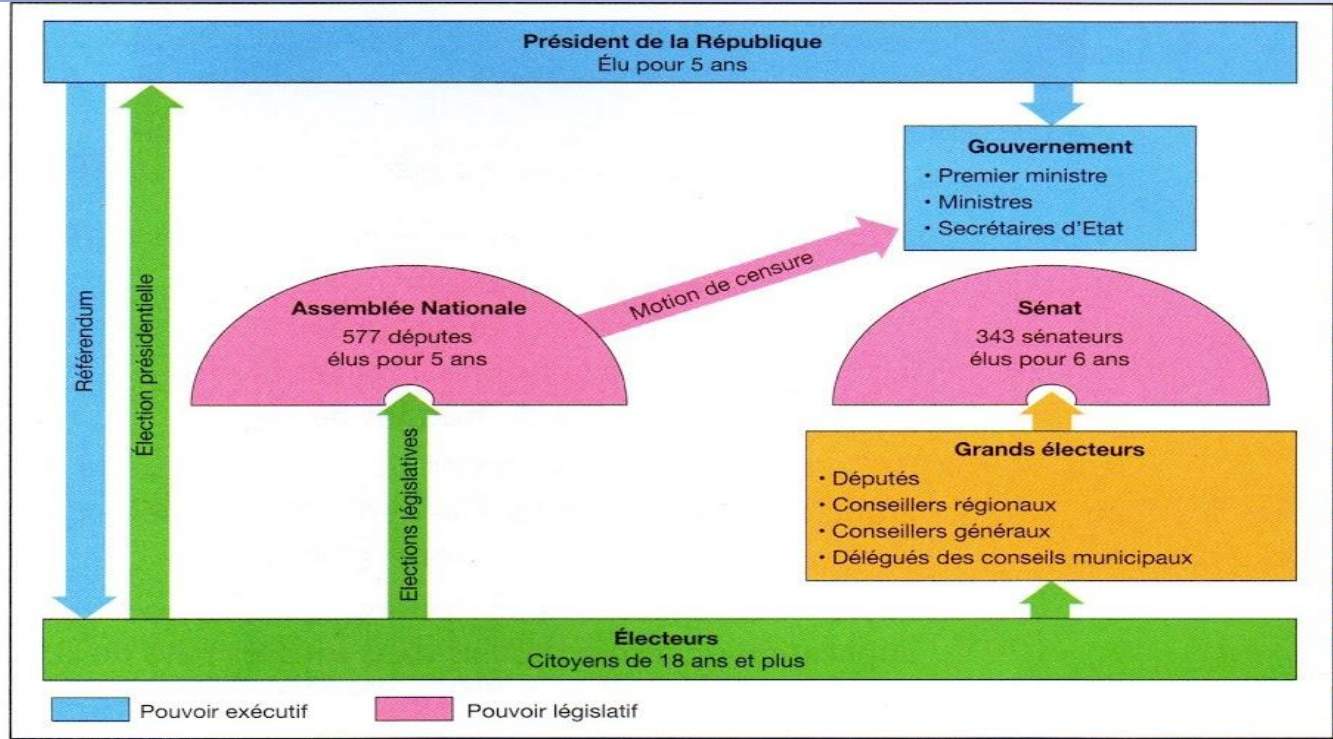 Président de la République
Élu pour 5 ans
Gouvernement
• Premier ministre
• Ministres
• Secrétaires d'Etat
Référendum
Élection présidentielle
Motion de censure
Assemblée Nationale
577 députes
élus pour 5 ans
Sénat
343 sénateurs
élus pour 6 ans
Elections législatives
Grands électeurs
• Députés
• Conseillers régionaux
• Conseillers généraux
• Délégués des conseils municipaux
Électeurs
Citoyens de 18 ans et plus
Pouvoir exécutif
Pouvoir législatif